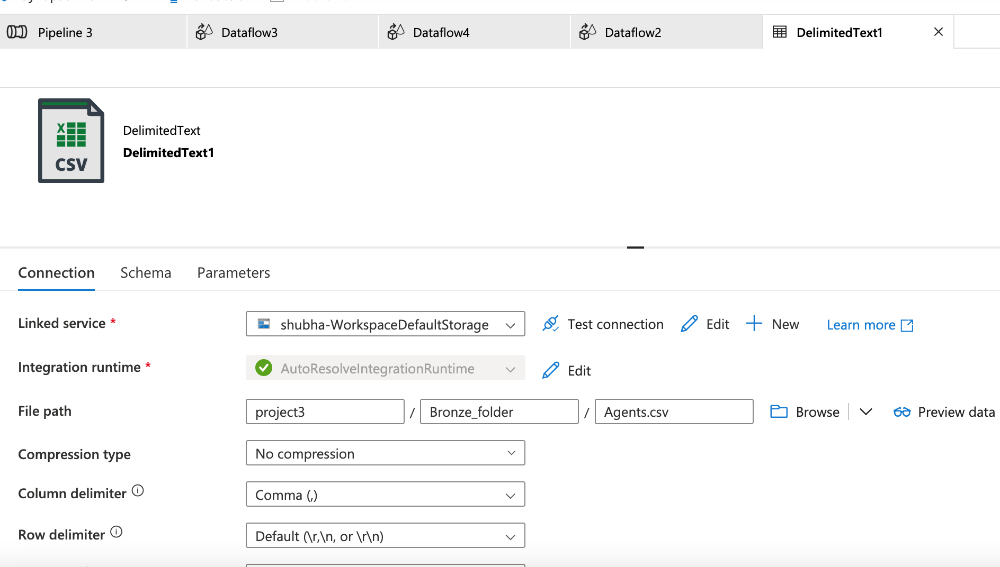 Pipeline 3
Dataflow3
Dataflow4
Dataflow2
DelimitedText1
X
CSV
DelimitedText
DelimitedText1
Connection
Schema
Parameters
Linked service *
shubha-WorkspaceDefaultStorage
Test connection
Edit
New
Learn more
Integration runtime *
AutoResolveIntegrationRuntime
Edit
File path
project3 / Bronze_folder / Agents.csv
Browse
Preview data
Compression type
No compression
Column delimiter
Comma (,)
Row delimiter
Default (\r,\n, or \r\n)